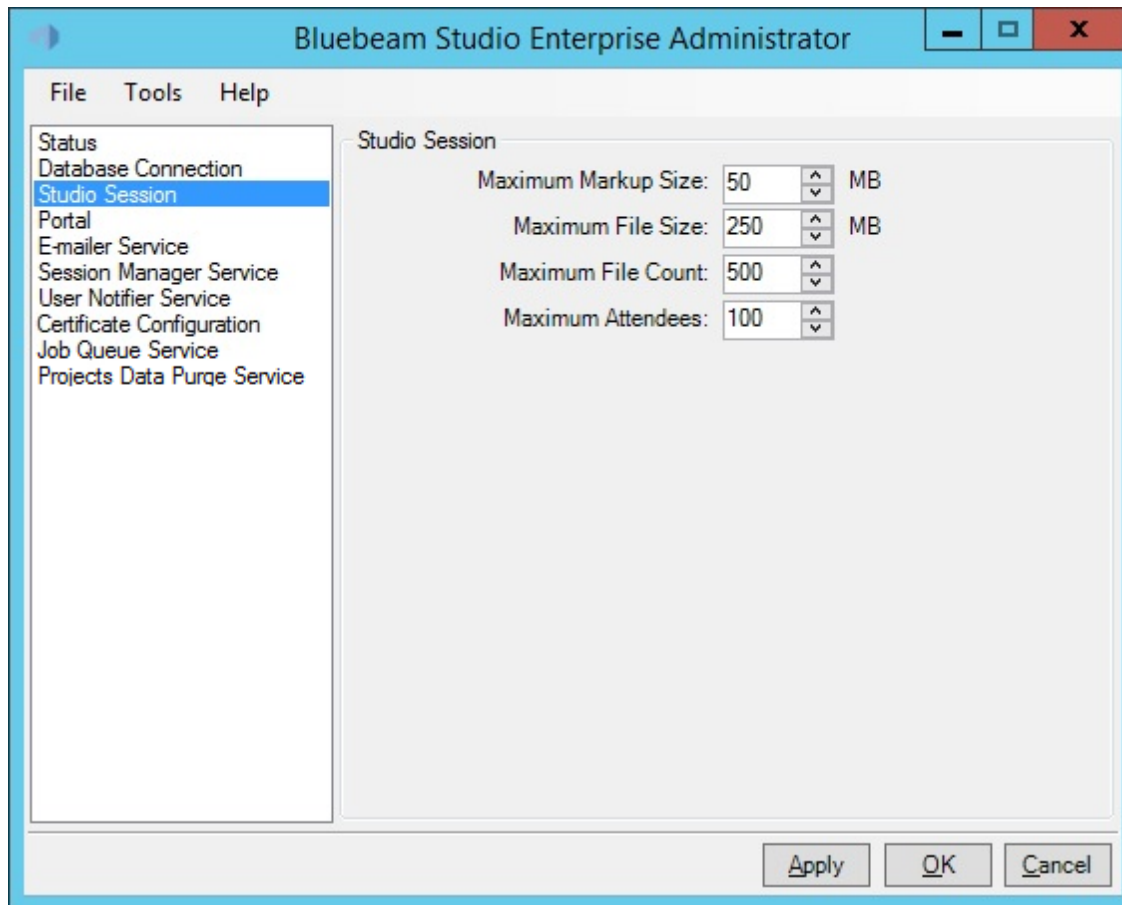 Bluebeam Studio Enterprise Administrator
File Tools Help
Status
Database Connection
Studio Session
Portal
E-mailer Service
Session Manager Service
User Notifier Service
Certificate Configuration
Job Queue Service
Projects Data Purge Service
Studio Session
Maximum Markup Size: 50 MB
Maximum File Size: 250 MB
Maximum File Count: 500
Maximum Attendees: 100
Apply OK Cancel